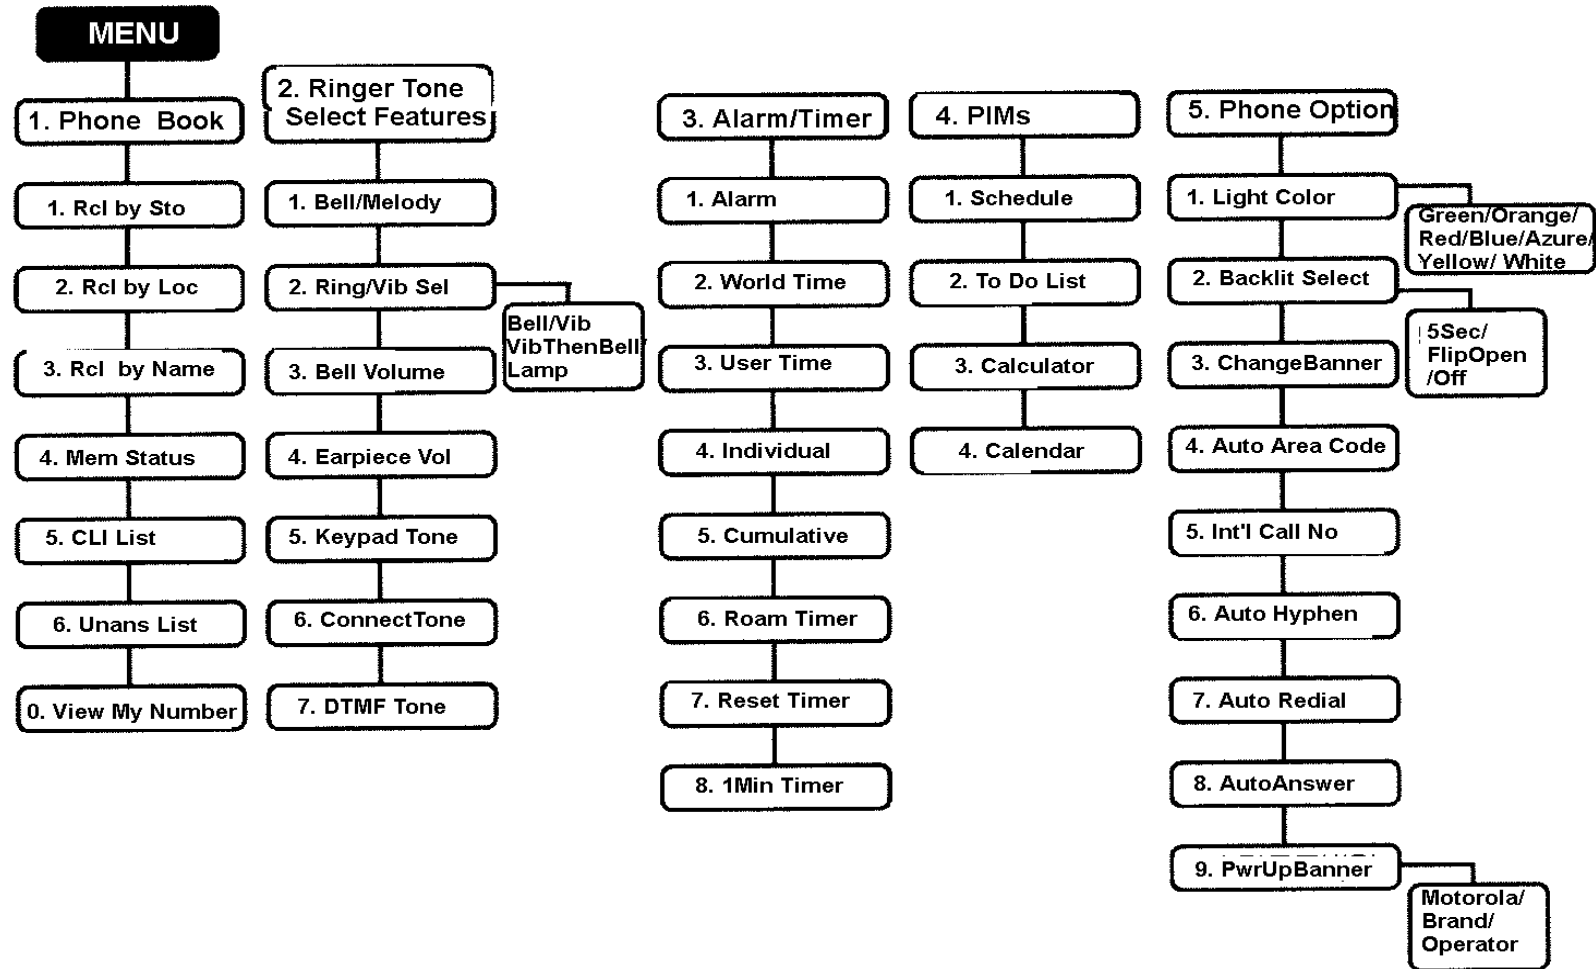 MENU
1. Phone Book
1. Rcl by Sto
2. Rcl by Loc
3. Rcl by Name
4. Mem Status
5. CLI List
6. Unans List
0. View My Number
2. Ringer Tone
Select Features
1. Bell/Melody
2. Ring/Vib Sel
Bell/Vib
VibThenBell/
Lamp
3. Bell Volume
4. Earpiece Vol
5. Keypad Tone
6. ConnectTone
7. DTMF Tone
3. Alarm/Timer
1. Alarm
2. World Time
3. User Time
4. Individual
5. Cumulative
6. Roam Timer
7. Reset Timer
8. 1Min Timer
4. PIMs
1. Schedule
2. To Do List
3. Calculator
4. Calendar
5. Phone Option
1. Light Color
Green/Orange/
Red/Blue/Azure/
Yellow/ White
2. Backlit Select
5Sec/
FlipOpen
/Off
3. ChangeBanner
4. Auto Area Code
5. Int'l Call No
6. Auto Hyphen
7. Auto Redial
8. AutoAnswer
9. PwrUpBanner
Motorola/
Brand/
Operator